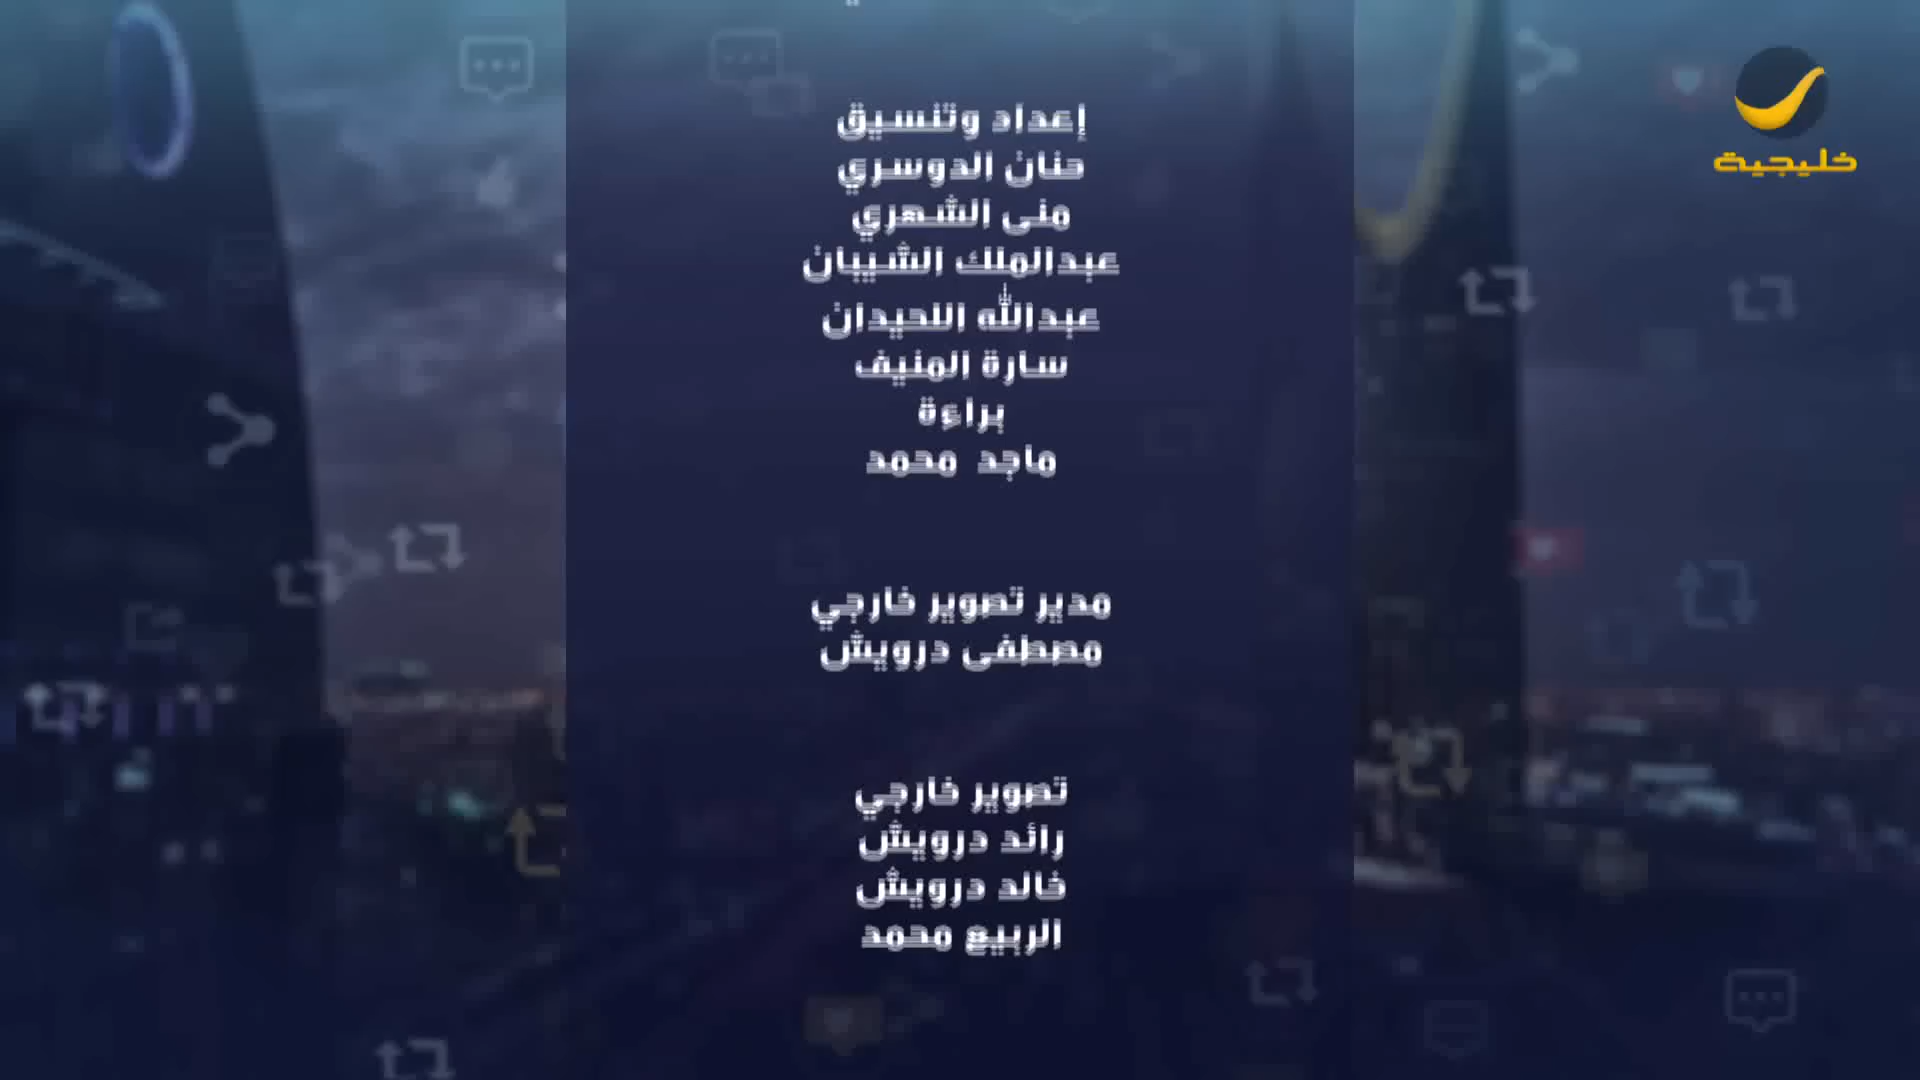 خليجية
إعداد وتنسيق
حنان الدوسري
منى الشهري
عبدالملك الشيبان
عبدالله اللحيدان
سارة المنيف
براءة
ماجد محمد
مدير تصوير خارجي
مصطفى درويش
تصوير خارجي
رائد درويش
خالد درويش
الربيع محمد